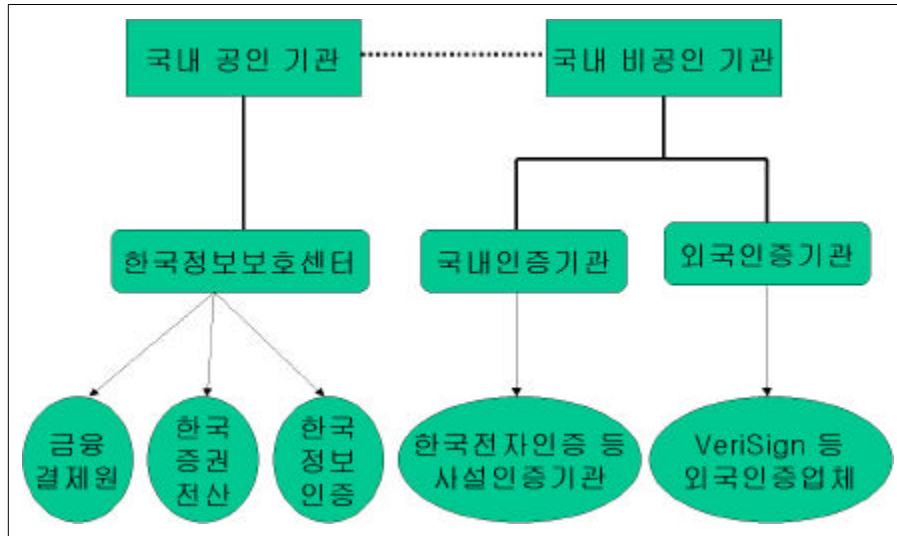 국내 공인 기관
국내 비공인 기관
한국정보보호센터
국내인증기관
외국인증기관
금융
결제원
한국
증권
전산
한국
정보
인증
한국전자인증 등
사설인증기관
VeriSign 등
외국인증업체